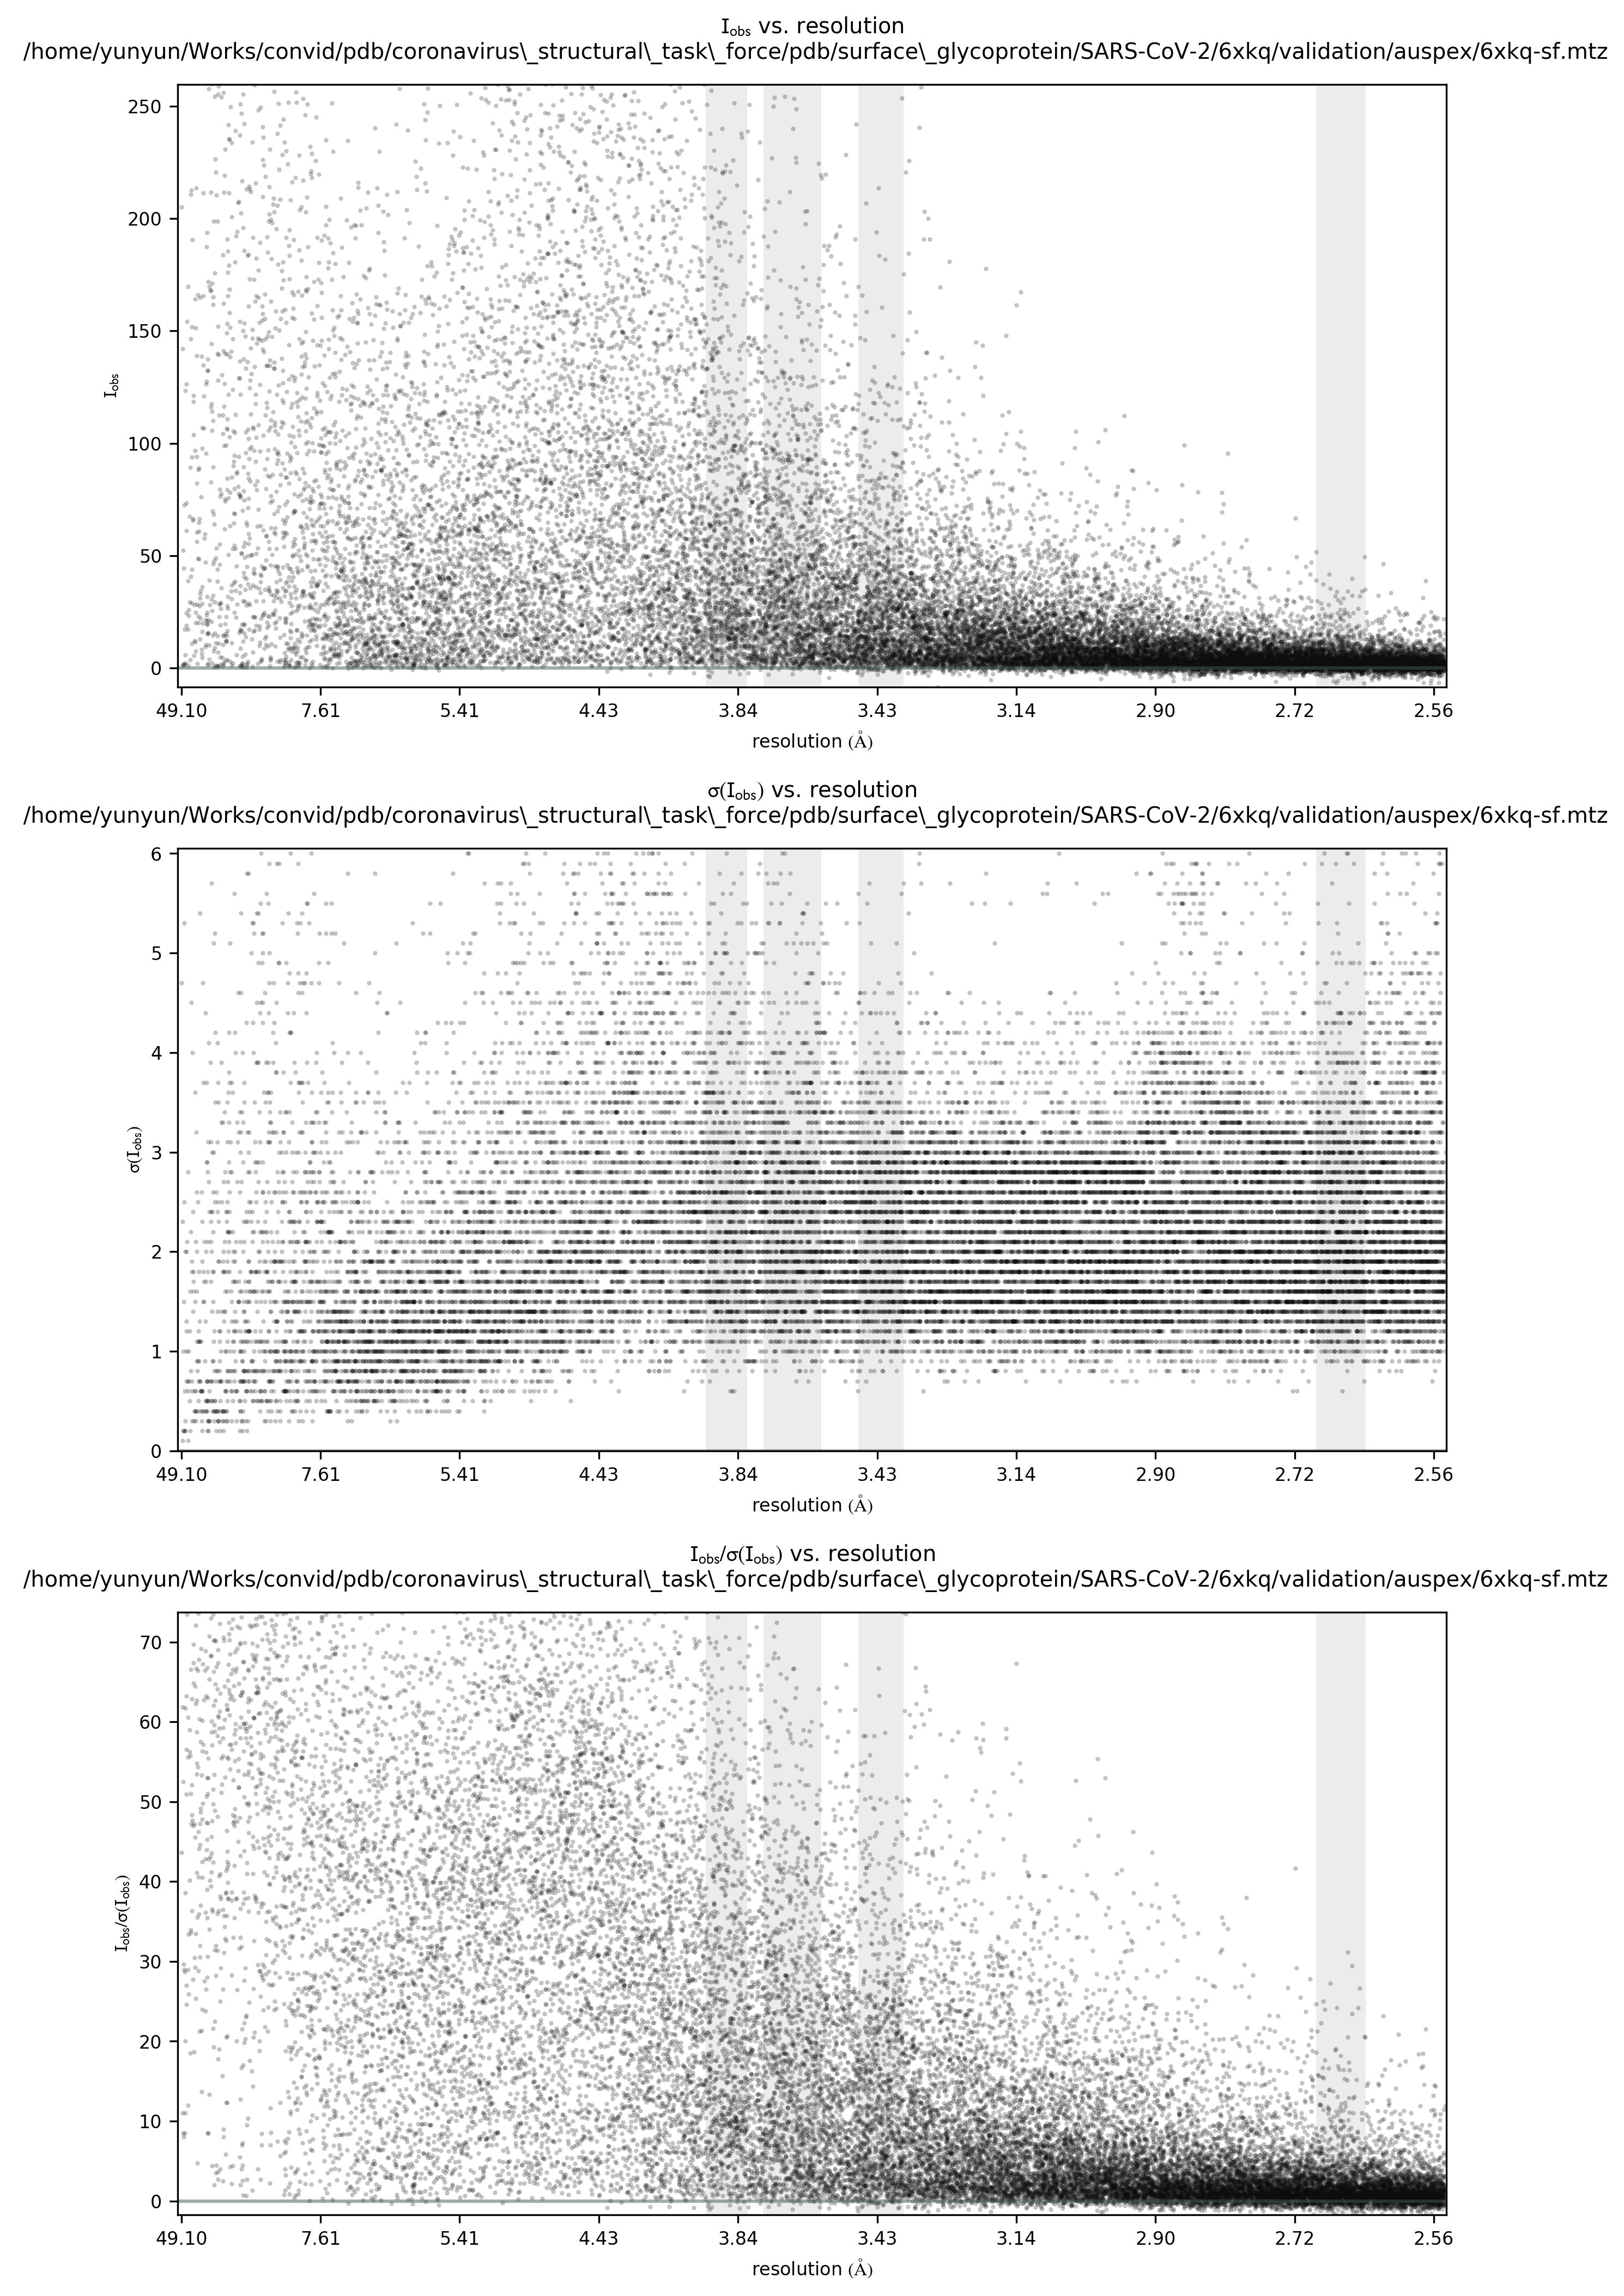 Iobs vs. resolution
/home/yunyun/Works/convid/pdb/coronavirus\_structural\_task\_force/pdb/surface\_glycoprotein/SARS-CoV-2/6xkq/validation/auspex/6xkq-sf.mtz
250
200
150
100
50
0
Iobs
49.10 7.61 5.41 4.43 3.84 3.43 3.14 2.90 2.72 2.56
resolution (Å)
σ(Iobs) vs. resolution
/home/yunyun/Works/convid/pdb/coronavirus\_structural\_task\_force/pdb/surface\_glycoprotein/SARS-CoV-2/6xkq/validation/auspex/6xkq-sf.mtz
6
5
4
3
2
1
0
σ(Iobs)
49.10 7.61 5.41 4.43 3.84 3.43 3.14 2.90 2.72 2.56
resolution (Å)
Iobs/σ(Iobs) vs. resolution
/home/yunyun/Works/convid/pdb/coronavirus\_structural\_task\_force/pdb/surface\_glycoprotein/SARS-CoV-2/6xkq/validation/auspex/6xkq-sf.mtz
70
60
50
40
30
20
10
0
Iobs/σ(Iobs)
49.10 7.61 5.41 4.43 3.84 3.43 3.14 2.90 2.72 2.56
resolution (Å)